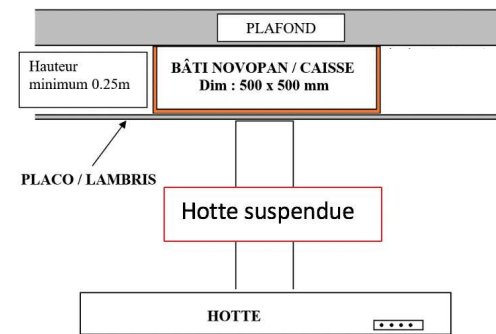 PLAFOND
Hauteur
minimum 0.25m
BÂTI NOVOPAN / CAISSE
Dim : 500 x 500 mm
PLACO / LAMBRIS
Hotte suspendue
HOTTE